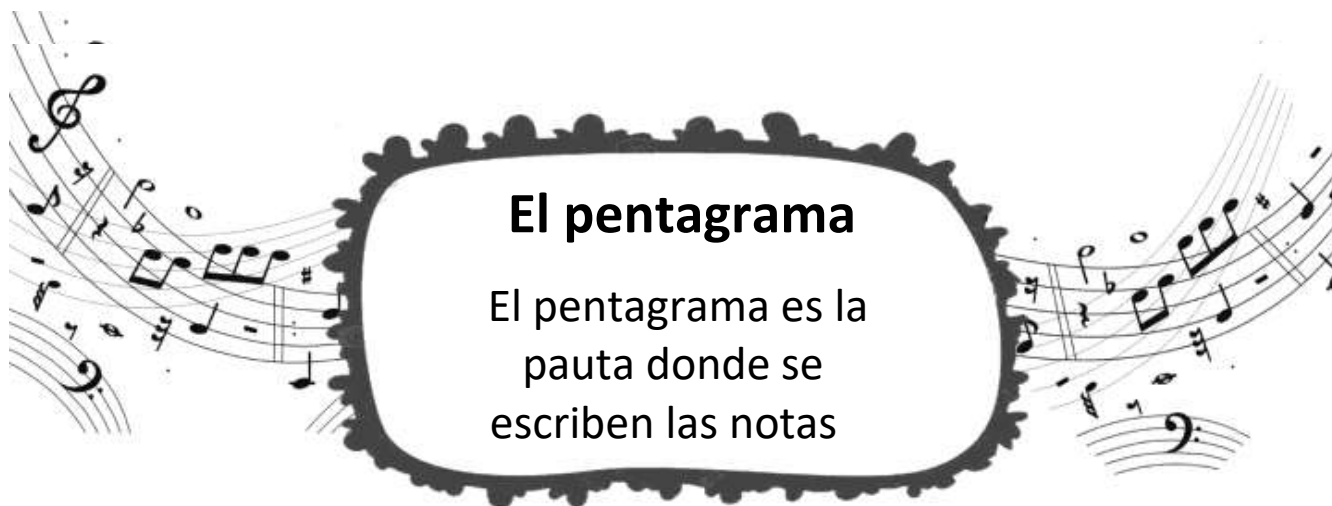 El pentagrama
El pentagrama es la
pauta donde se
escriben las notas